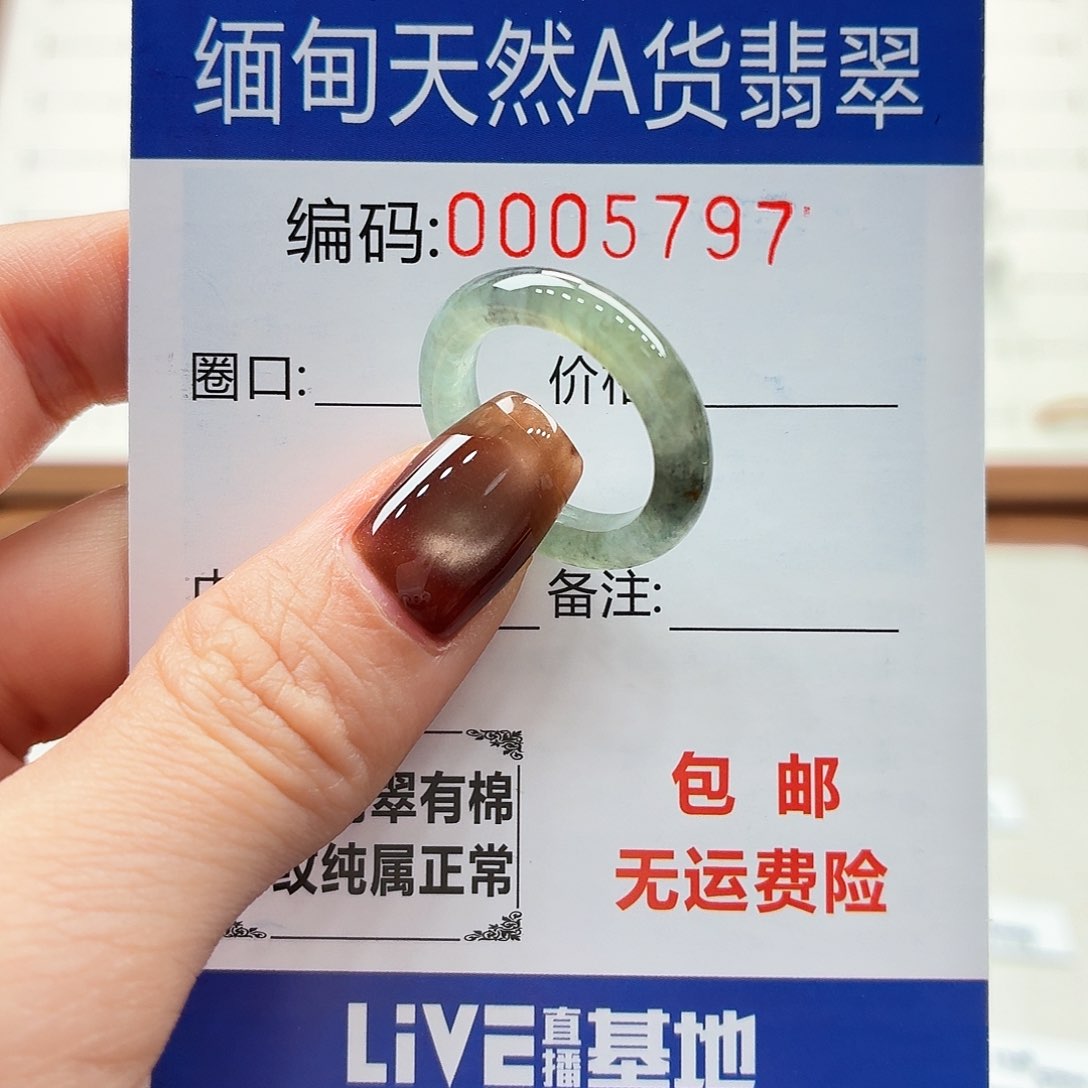 缅甸天然A货翡翠
编码:0005797
圈口: 价格
备注:
翠有棉
纹纯属正常
包 邮
无运费险
LiVE直播基地